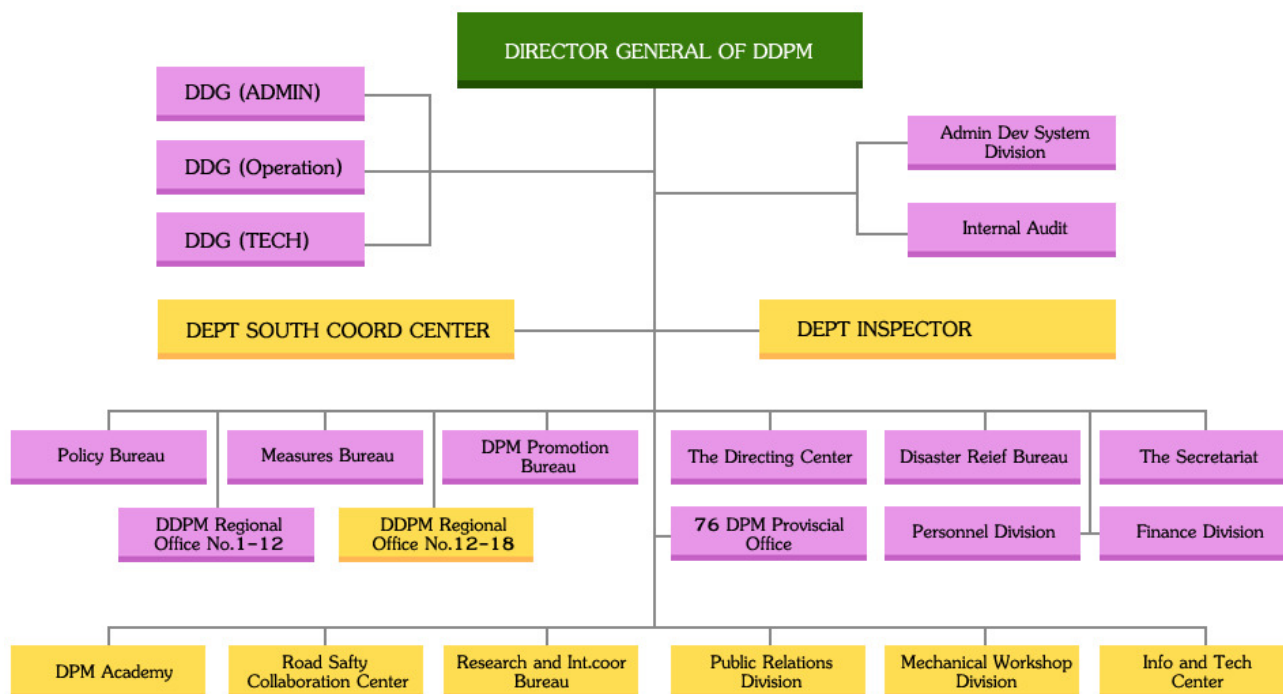 DIRECTOR GENERAL OF DDPM
DDG (ADMIN)
DDG (Operation)
DDG (TECH)
Admin Dev System
Division
Internal Audit
DEPT SOUTH COORD CENTER
DEPT INSPECTOR
Policy Bureau
Measures Bureau
DPM Promotion
Bureau
The Directing Center
Disaster Reief Bureau
The Secretariat
DDPM Regional
Office No.1-12
DDPM Regional
Office No.12-18
76 DPM Proviscial
Office
Personnel Division
Finance Division
DPM Academy
Road Safty
Collaboration Center
Research and Int.coor
Bureau
Public Relations
Division
Mechanical Workshop
Division
Info and Tech
Center